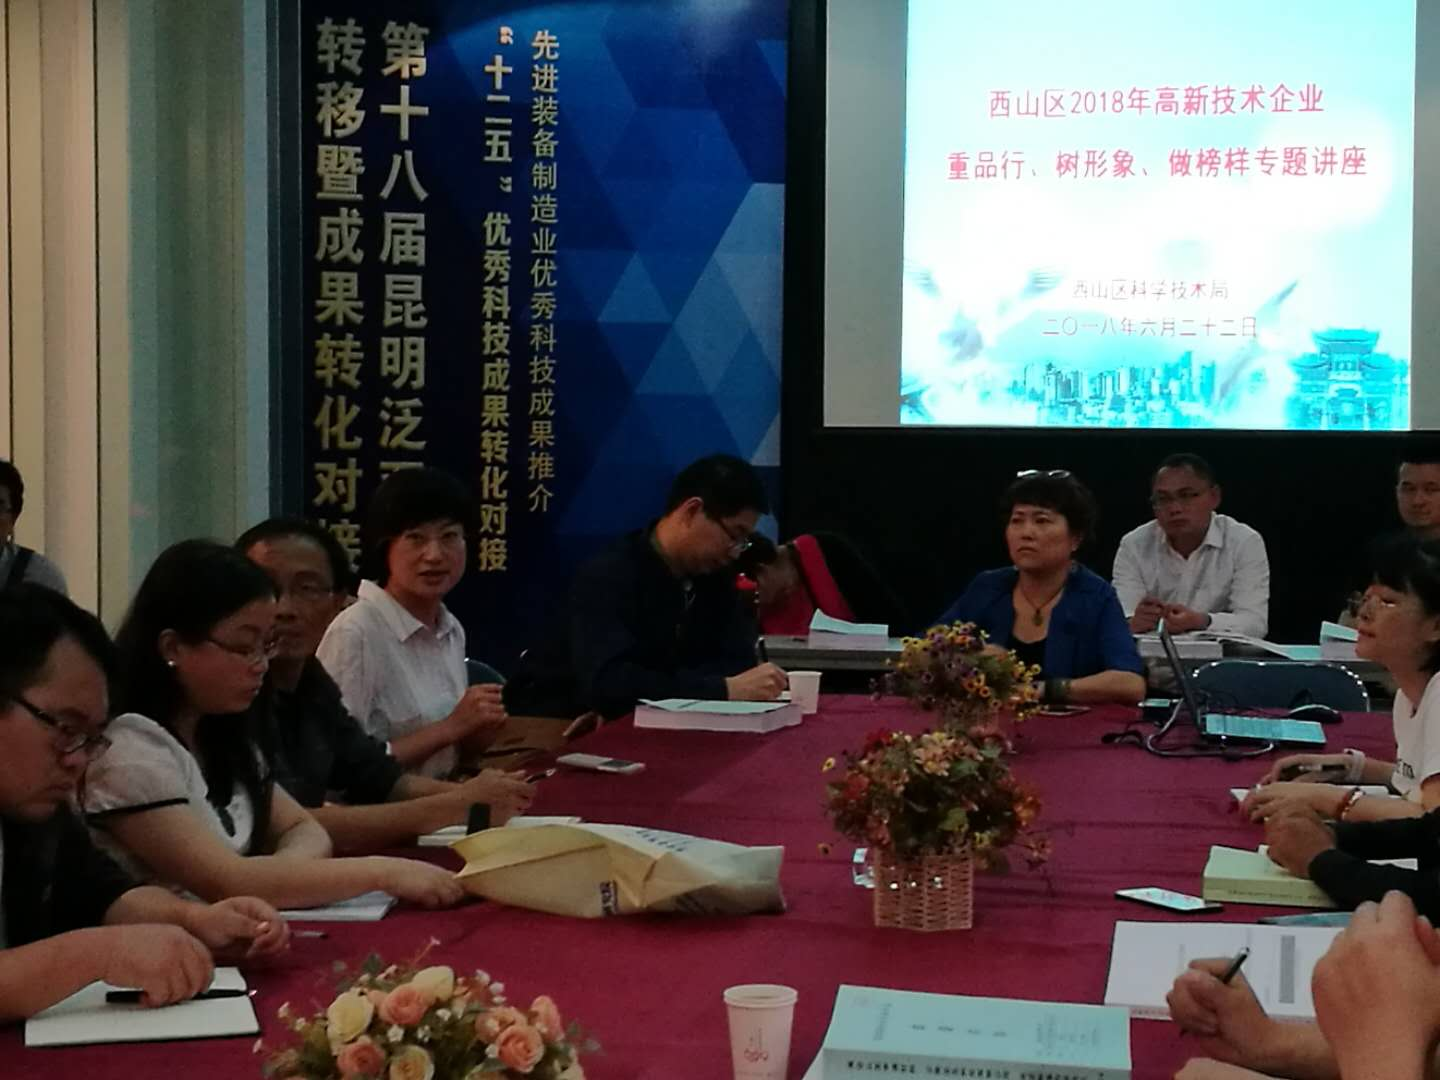 第十八届昆明泛
转移暨成果转化对接
先进装备制造业优秀科技成果推介
“十二五”优秀科技成果转化对接
西山区2018年高新技术企业
重品行、树形象、做榜样专题讲座
西山区科学技术局
二〇一八年六月二十二日